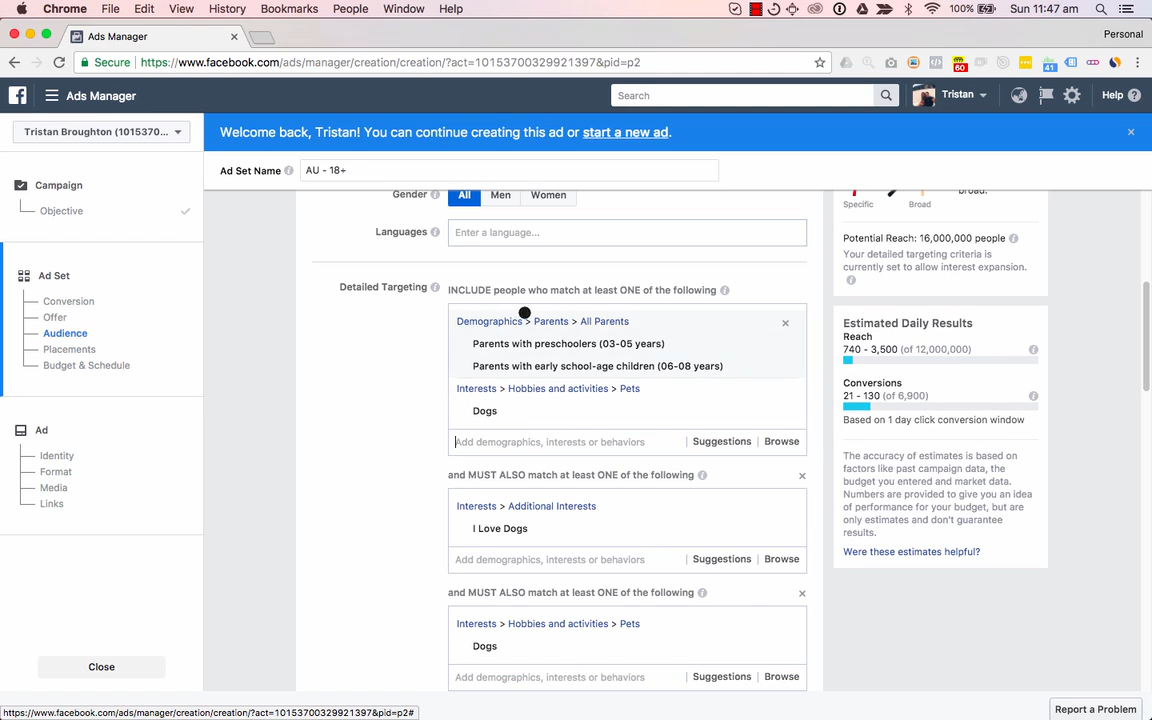 Chrome File Edit View History Bookmarks People Window Help 100% Sun 11:47 am
Ads Manager
Personal
Secure https://www.facebook.com/ads/manager/creation/creation/?act=10153700329921397&pid=p2
60
41
Ads Manager
Search
Tristan
Help
Tristan Broughton (1015370...
Welcome back, Tristan! You can continue creating this ad or start a new ad.
Ad Set Name
AU - 18+
Campaign
Objective
Ad Set
Conversion
Offer
Audience
Placements
Budget & Schedule
Ad
Identity
Format
Media
Links
Close
Gender
All Men Women
Languages
Enter a language...
Detailed Targeting
INCLUDE people who match at least ONE of the following
Demographics > Parents > All Parents
Parents with preschoolers (03-05 years)
Parents with early school-age children (06-08 years)
Interests > Hobbies and activities > Pets
Dogs
Add demographics, interests or behaviors Suggestions Browse
and MUST ALSO match at least ONE of the following
Interests > Additional Interests
I Love Dogs
Add demographics, interests or behaviors Suggestions Browse
and MUST ALSO match at least ONE of the following
Interests > Hobbies and activities > Pets
Dogs
Add demographics, interests or behaviors Suggestions Browse
Specific Broad
broad.
Potential Reach: 16,000,000 people
Your detailed targeting criteria is
currently set to allow interest expansion.
Estimated Daily Results
Reach
740 - 3,500 (of 12,000,000)
Conversions
21 - 130 (of 6,900)
Based on 1 day click conversion window
The accuracy of estimates is based on
factors like past campaign data, the
budget you entered and market data.
Numbers are provided to give you an idea
of performance for your budget, but are
only estimates and don't guarantee
results.
Were these estimates helpful?
https://www.facebook.com/ads/manager/creation/creation/?act=10153700329921397&pid=p2#
Report a Problem